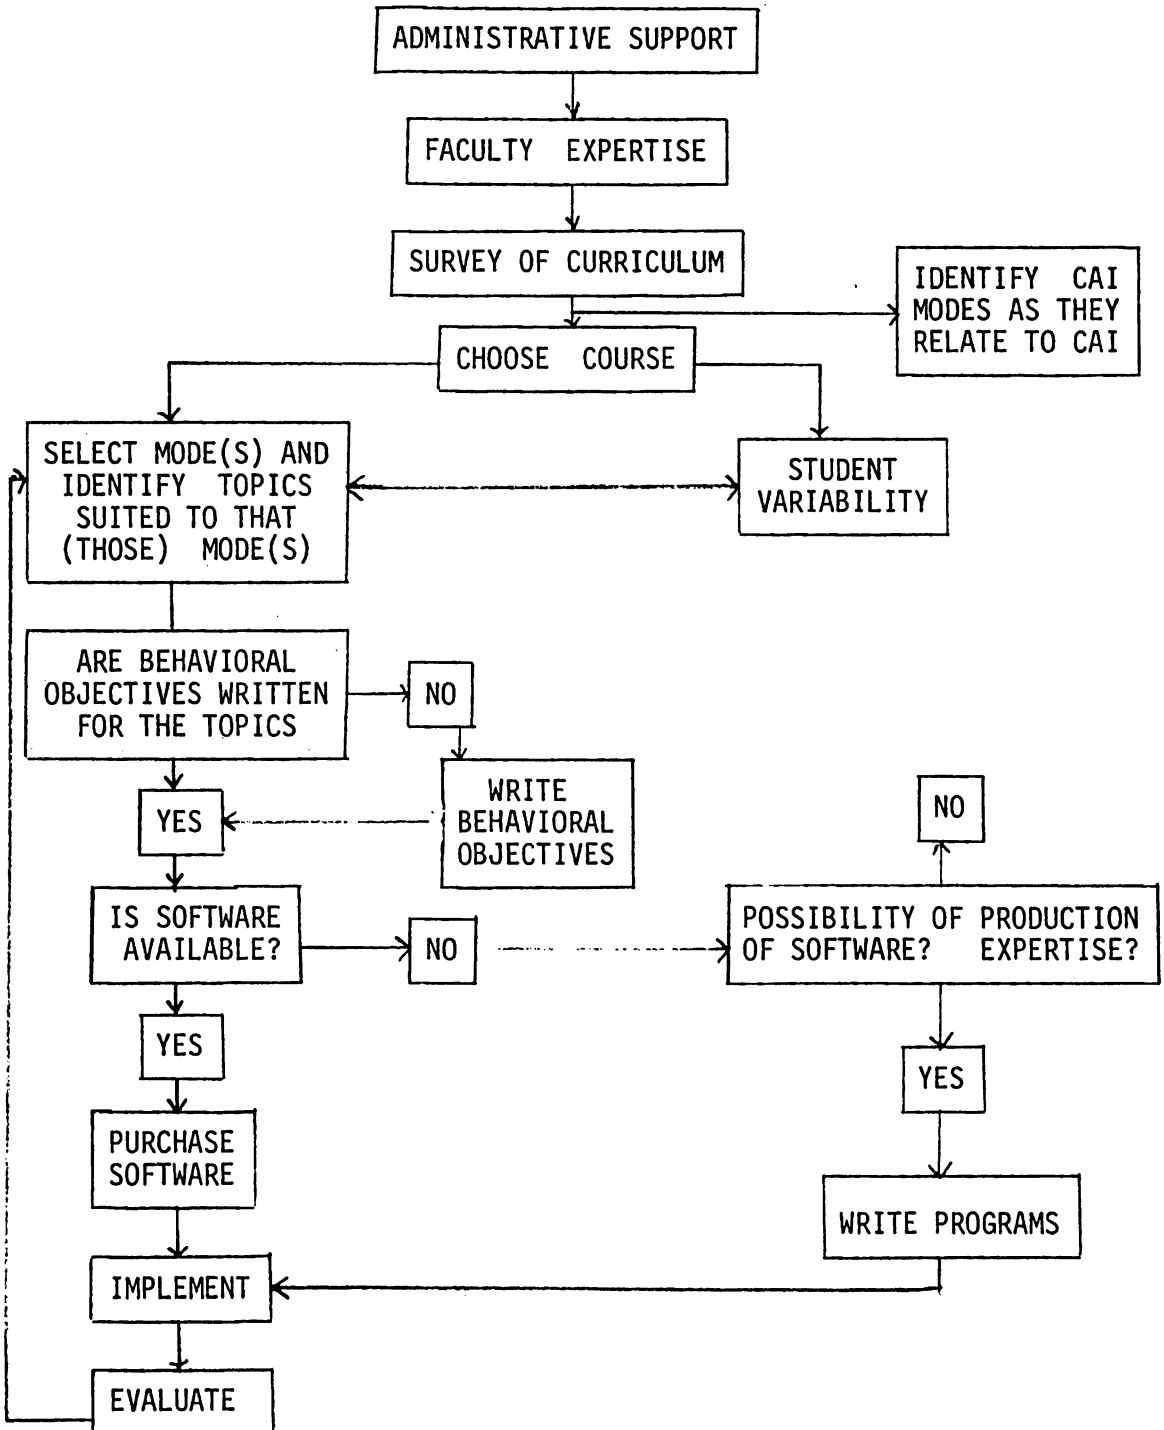 ADMINISTRATIVE SUPPORT
FACULTY EXPERTISE
SURVEY OF CURRICULUM
IDENTIFY CAI
MODES AS THEY
RELATE TO CAI
CHOOSE COURSE
SELECT MODE(S) AND
IDENTIFY TOPICS
SUITED TO THAT
(THOSE) MODE(S)
STUDENT
VARIABILITY
ARE BEHAVIORAL
OBJECTIVES WRITTEN
FOR THE TOPICS
NO
WRITE
BEHAVIORAL
OBJECTIVES
YES
IS SOFTWARE
AVAILABLE?
NO
NO
POSSIBILITY OF PRODUCTION
OF SOFTWARE? EXPERTISE?
YES
YES
PURCHASE
SOFTWARE
WRITE PROGRAMS
IMPLEMENT
EVALUATE